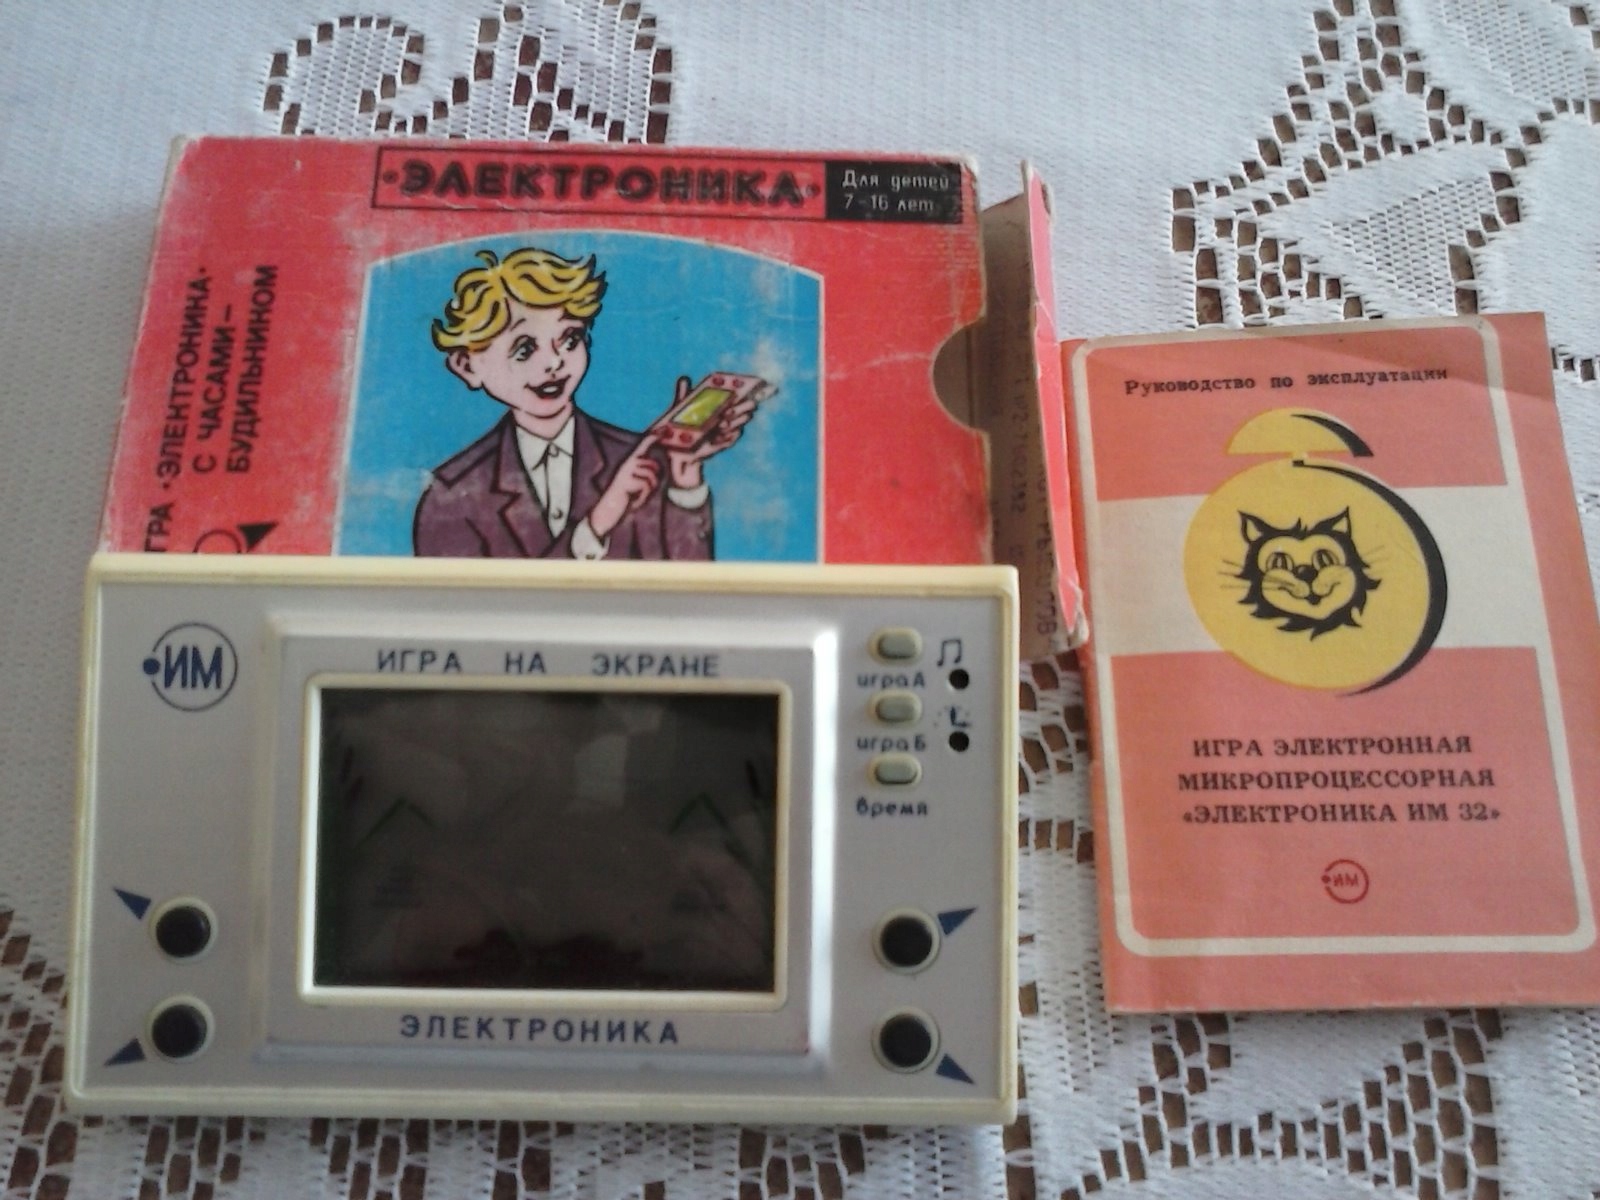 «ЭЛЕКТРОНИКА»
Для детей
7-16 лет
ИГРА «ЭЛЕКТРОНИКА»
С ЧАСАМИ-
БУДИЛЬНИКОМ
Руководство по эксплуатации
ИГРА ЭЛЕКТРОННАЯ
МИКРОПРОЦЕССОРНАЯ
«ЭЛЕКТРОНИКА ИМ 32»
ИМ
ИМ
ИГРА НА ЭКРАНЕ
игра А
игра Б
время
ЭЛЕКТРОНИКА